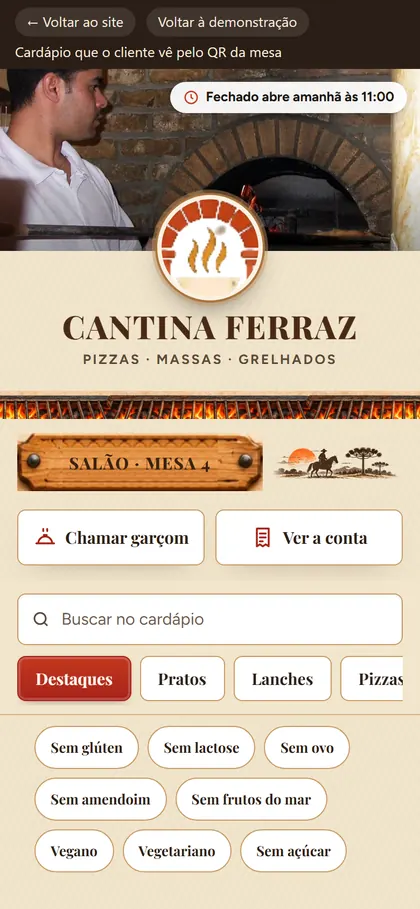 ← Voltar ao site
Voltar à demonstração
Cardápio que o cliente vê pelo QR da mesa
Fechado abre amanhã às 11:00
CANTINA FERRAZ
PIZZAS · MASSAS · GRELHADOS
SALÃO · MESA 4
Chamar garçom
Ver a conta
Buscar no cardápio
Destaques
Pratos
Lanches
Pizzas
Sem glúten
Sem lactose
Sem ovo
Sem amendoim
Sem frutos do mar
Vegano
Vegetariano
Sem açúcar